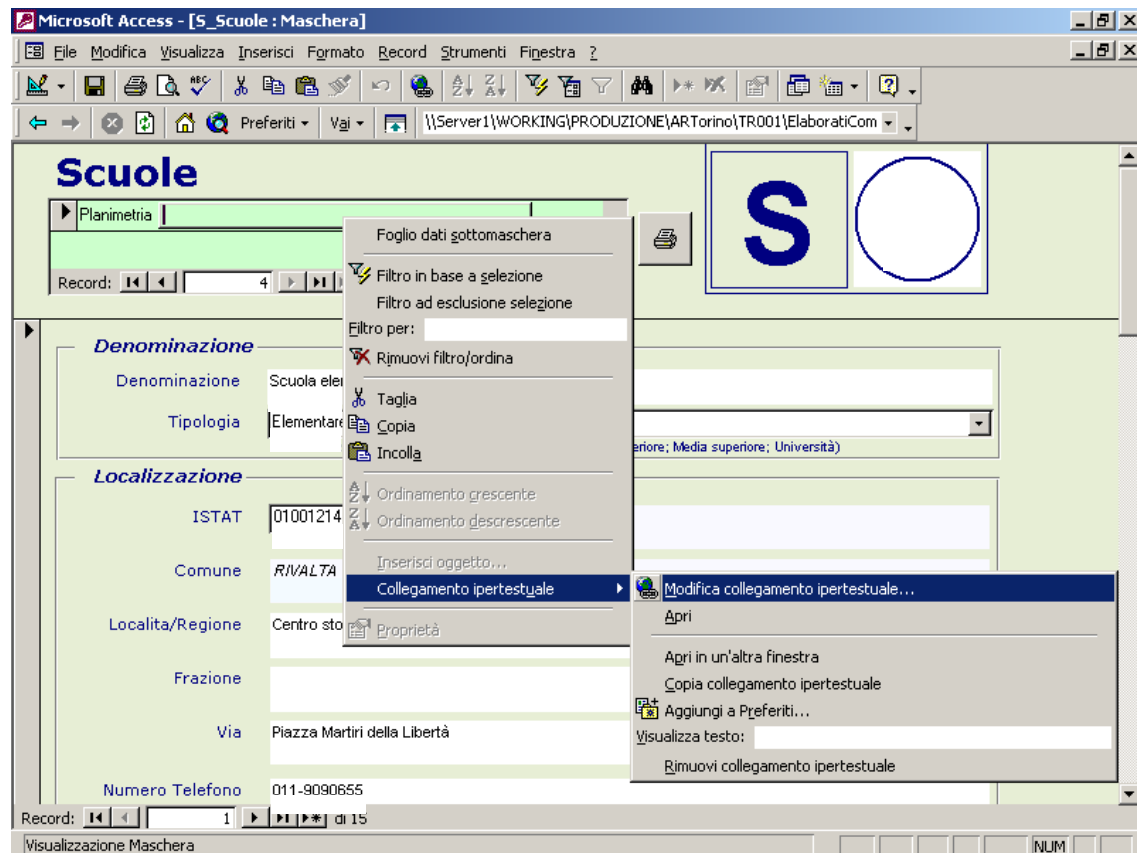 Microsoft Access - [S_Scuole : Maschera]
File Modifica Visualizza Inserisci Formato Record Strumenti Finestra ?
Preferiti Vai \\Server1\WORKING\PRODUZIONE\ARTorino\TR001\ElaboratiCom
Scuole
S
Planimetria
Record: 4
Foglio dati sottomaschera
Filtro in base a selezione
Filtro ad esclusione selezione
Filtro per:
Rimuovi filtro/ordina
Taglia
Copia
Incolla
Ordinamento crescente
Ordinamento descrescente
Inserisci oggetto...
Collegamento ipertestuale
Proprietà
Modifica collegamento ipertestuale...
Apri
Apri in un'altra finestra
Copia collegamento ipertestuale
Aggiungi a Preferiti...
Visualizza testo:
Rimuovi collegamento ipertestuale
Denominazione
Denominazione Scuola
Tipologia Elementare
Media superiore; Università)
Localizzazione
ISTAT 01001214
Comune RIVALTA
Localita/Regione Centro
Frazione
Via Piazza Martiri della Libertà
Numero Telefono 011-9090655
Record: 1 di 15
Visualizzazione Maschera NUM